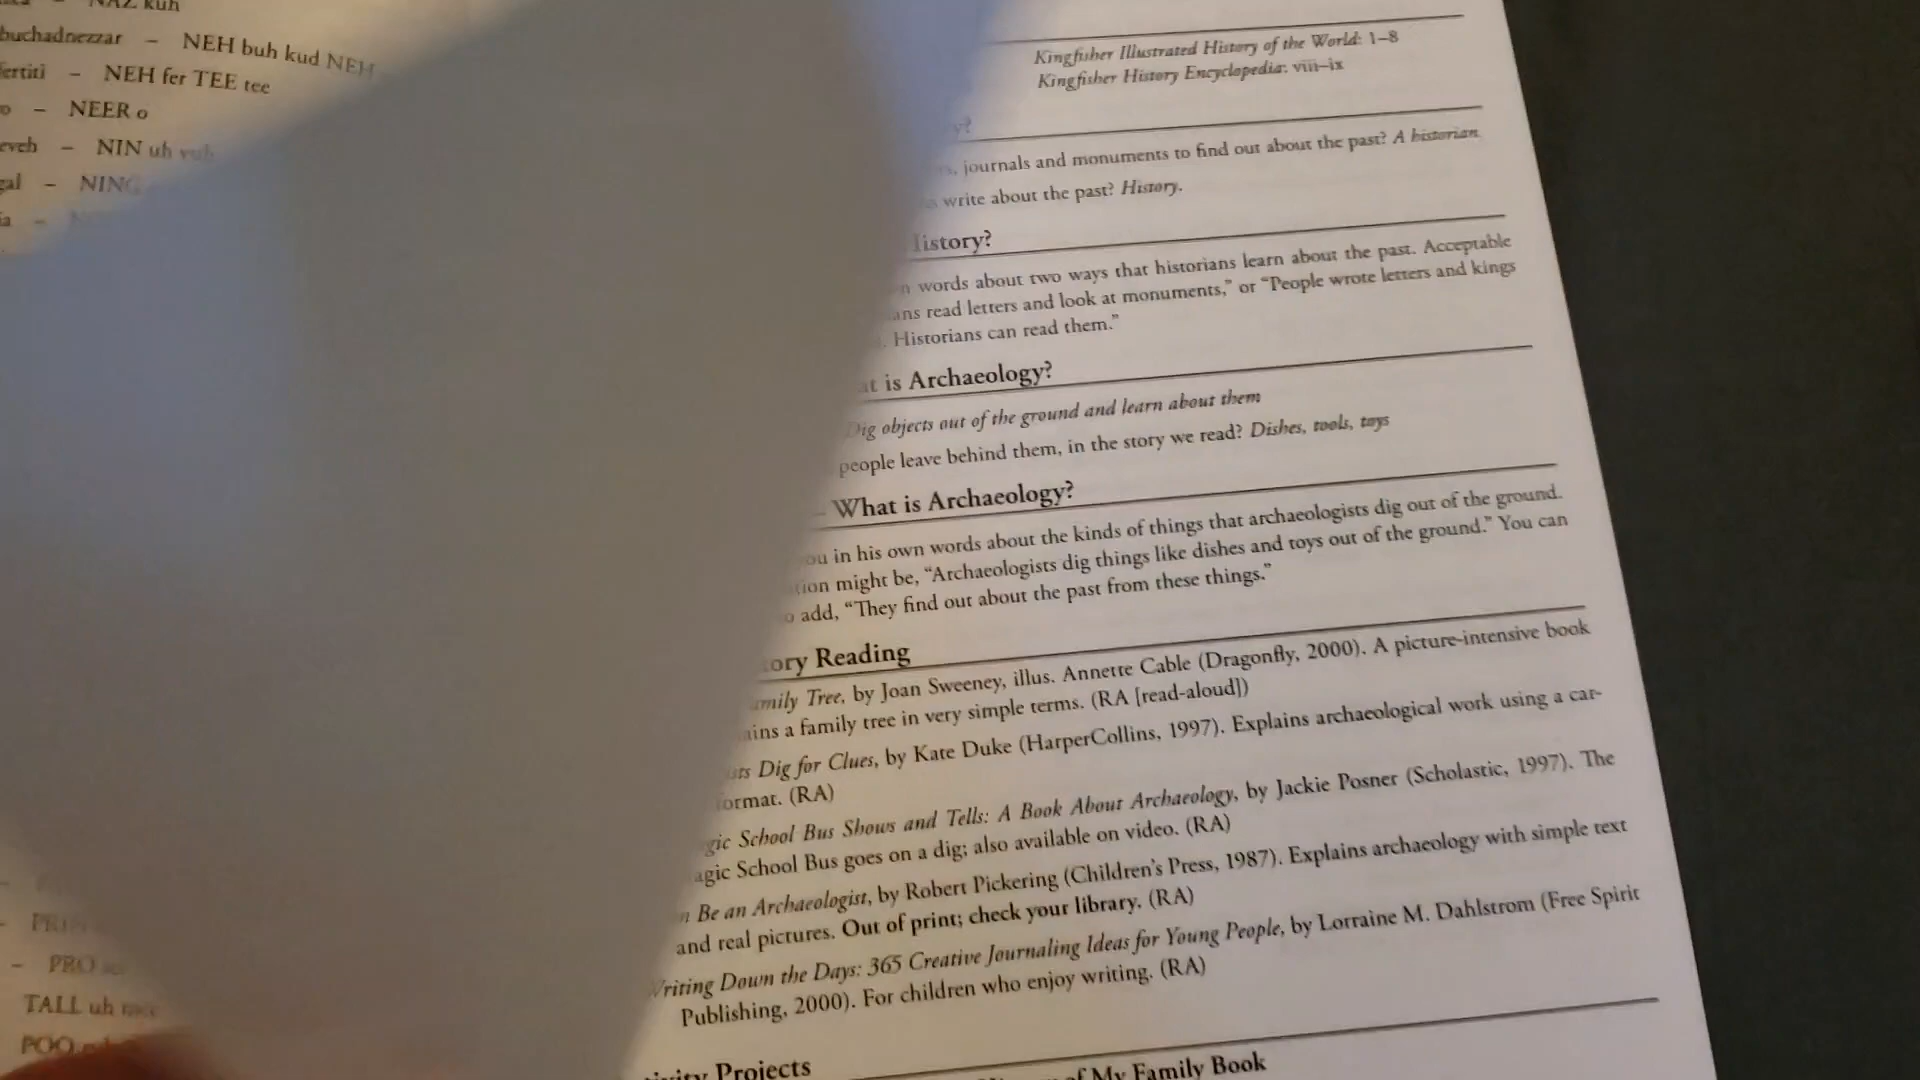 NAZ kuh
buchadnezzar – NEH buh kud NEH
fertiti – NEH fer TEE tee
o – NEER o
eveh – NIN uh vuh
gal – NING
ia –
TALL uh
POO
Kingfisher Illustrated History of the World: 1–8
Kingfisher History Encyclopedia: viii–ix
y?
, journals and monuments to find out about the past? A historian
write about the past? History.
History?
n words about two ways that historians learn about the past. Acceptable
ans read letters and look at monuments,” or “People wrote letters and kings
. Historians can read them.”
at is Archaeology?
Dig objects out of the ground and learn about them
people leave behind them, in the story we read? Dishes, tools, toys
– What is Archaeology?
ou in his own words about the kinds of things that archaeologists dig out of the ground.
tion might be, “Archaeologists dig things like dishes and toys out of the ground.” You can
o add, “They find out about the past from these things.”
ory Reading
amily Tree, by Joan Sweeney, illus. Annette Cable (Dragonfly, 2000). A picture-intensive book
ains a family tree in very simple terms. (RA [read-aloud])
sts Dig for Clues, by Kate Duke (HarperCollins, 1997). Explains archaeological work using a car-
format. (RA)
gic School Bus Shows and Tells: A Book About Archaeology, by Jackie Posner (Scholastic, 1997). The
agic School Bus goes on a dig; also available on video. (RA)
n Be an Archaeologist, by Robert Pickering (Children’s Press, 1987). Explains archaeology with simple text
and real pictures. Out of print; check your library. (RA)
Writing Down the Days: 365 Creative Journaling Ideas for Young People, by Lorraine M. Dahlstrom (Free Spirit
Publishing, 2000). For children who enjoy writing. (RA)
tivity Projects
of My Family Book